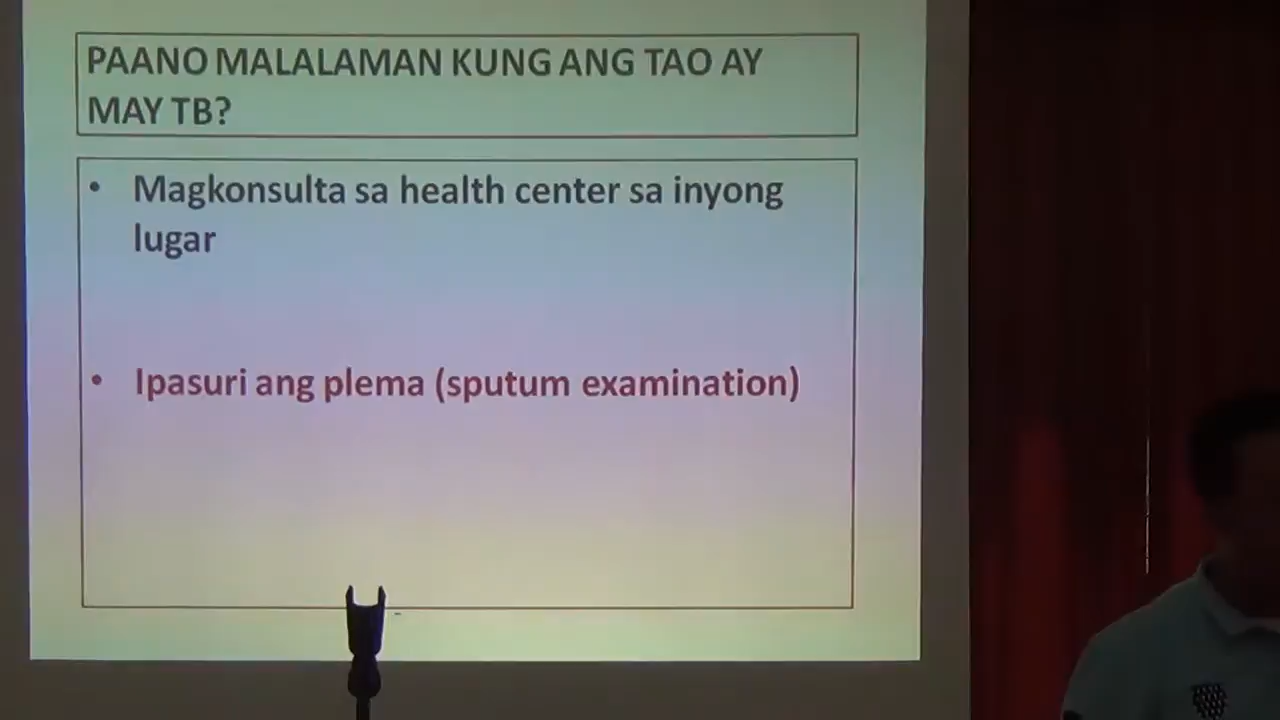 PAANO MALALAMAN KUNG ANG TAO AY
MAY TB?
• Magkonsulta sa health center sa inyong
lugar
• Ipasuri ang plema (sputum examination)